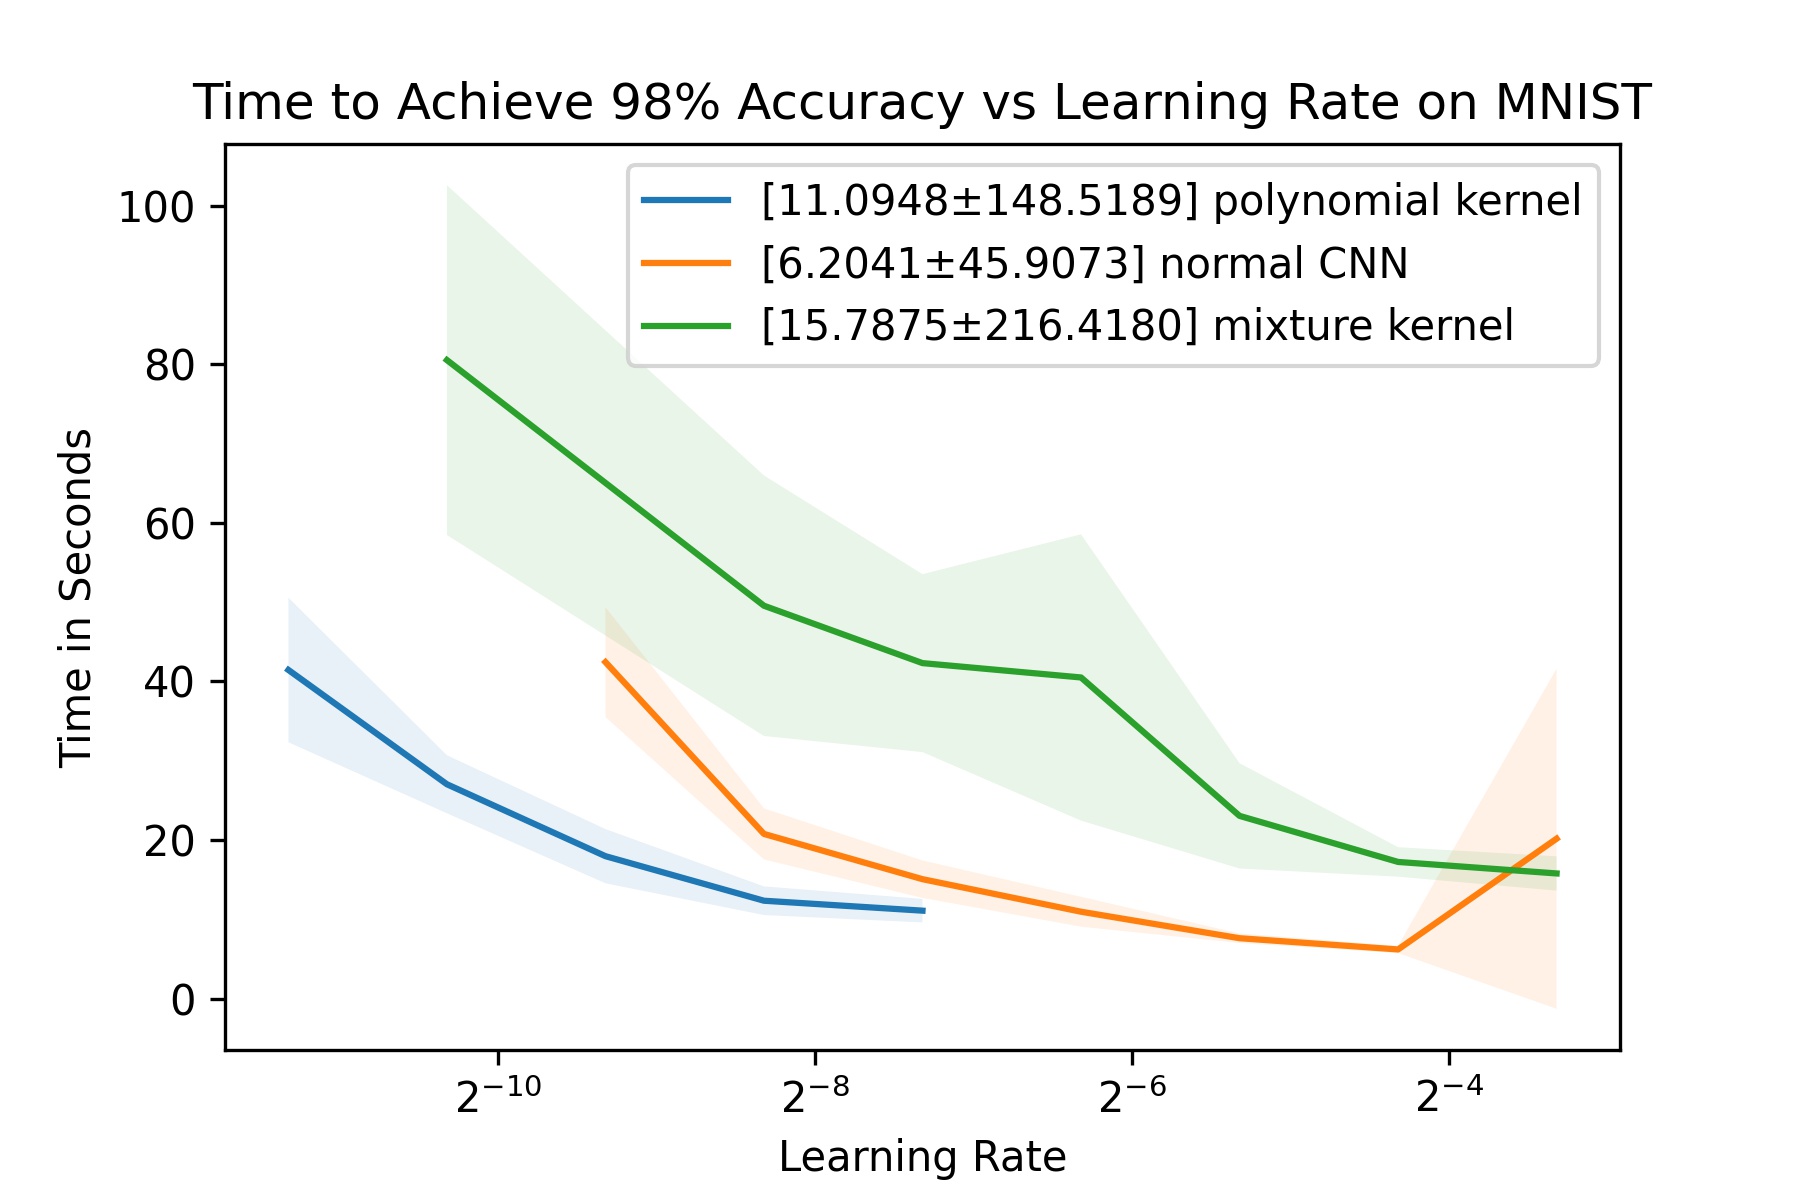 Time to Achieve 98% Accuracy vs Learning Rate on MNIST
[11.0948±148.5189] polynomial kernel
[6.2041±45.9073] normal CNN
[15.7875±216.4180] mixture kernel
Time in Seconds
100
80
60
40
20
0
2⁻¹⁰ 2⁻⁸ 2⁻⁶ 2⁻⁴
Learning Rate